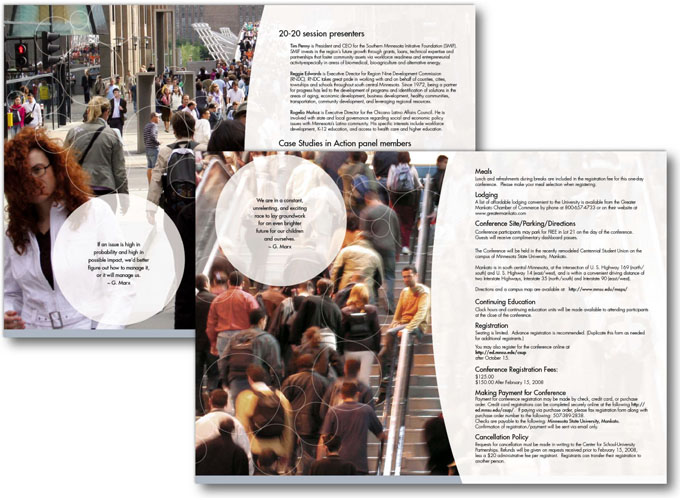 20-20 session presenters
Tim Penny is President and CEO for the Southern Minnesota Initiative Foundation (SMIF).
SMIF invests in the region's future through grants, loans, technical expertise and
partnerships that foster community assets via workforce readiness and entrepreneurial
activity-especially in areas of bio-medical, bio-agriculture and alternative energy.
Reggie Edwards is Executive Director for Region Nine Development Commission
(RNDC). RNDC takes great pride in working with and on behalf of counties, cities,
townships and schools throughout south central Minnesota. Since 1972, being a partner
for progress has led to the development of programs and identification of solutions in the
areas of aging, economic development, business development, healthy communities,
transportation, community development, and leveraging regional resources.
Rogelio Muñoz is Executive Director for the Chicano Latino Affairs Council. He is
involved with state and local governance regarding social and economic policy
issues with Minnesota's Latino community. His specific interests include workforce
development, K-12 education, and access to health care and higher education.
Case Studies in Action panel members
If an issue is high in
probability and high in
possible impact, we'd better
figure out how to manage it,
or it will manage us.
– G. Marx
We are in a constant,
unrelenting, and exciting
race to lay groundwork
for an even brighter
future for our children
and ourselves.
– G. Marx
Meals
Lunch and refreshments during breaks are included in the registration fee for this one-day
conference. Please make your meal selection when registering.
Lodging
A list of affordable lodging convenient to the University is available from the Greater
Mankato Chamber of Commerce by phone at 800-657-4733 or on their website at
www.greatermankato.com
Conference Site/Parking/Directions
Conference participants may park for FREE in Lot 21 on the day of the conference.
Guests will receive complimentary dashboard passes.
The Conference will be held in the recently remodeled Centennial Student Union on the
campus of Minnesota State University, Mankato.
Mankato is in south central Minnesota, at the intersection of U. S. Highway 169 (north/
south) and U. S. Highway 14 (east/west), and is within a convenient driving distance of
two Interstate Highways, Interstate 35 (north/south) and Interstate 90 (east/west).
Directions and a campus map are available at: http://www.mnsu.edu/maps/
Continuing Education
Clock hours and continuing education units will be made available to attending participants
at the close of the conference.
Registration
Seating is limited. Advance registration is recommended. (Duplicate this form as needed
for additional registrants.)
You may also register for the conference online at
http://ed.mnsu.edu/csup
after October 15.
Conference Registration Fees:
$125.00
$150.00 After February 15, 2008
Making Payment for Conference
Payment for conference registration may be made by check, credit card, or purchase
order. Credit card registrations can be completed securely online at the following http://
ed.mnsu.edu/csup/. If paying via purchase order, please fax registration form along with
purchase order number to the following: 507-389-2838.
Checks are payable to the following: Minnesota State University, Mankato.
Confirmation of registration/payment will be sent via email only.
Cancellation Policy
Requests for cancellation must be made in writing to the Center for School-University
Partnerships. Refunds will be given on requests received prior to February 15, 2008,
less a $20 administrative fee per registrant. Registrants can transfer their registration to
another person.